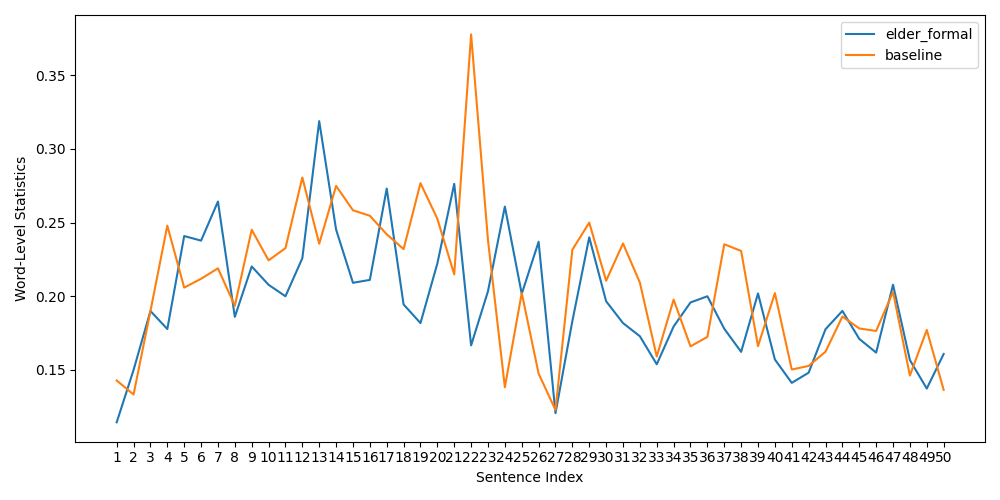 elder_formal
baseline
Word-Level Statistics
0.35
0.30
0.25
0.20
0.15
1 2 3 4 5 6 7 8 9 10 11 12 13 14 15 16 17 18 19 20 21 22 23 24 25 26 27 28 29 30 31 32 33 34 35 36 37 38 39 40 41 42 43 44 45 46 47 48 49 50
Sentence Index